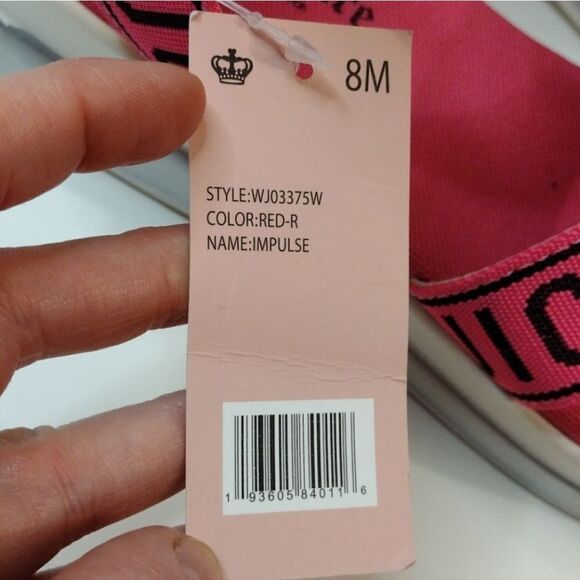 8M
STYLE:WJ03375W
COLOR:RED-R
NAME:IMPULSE
1 93605 84011 6